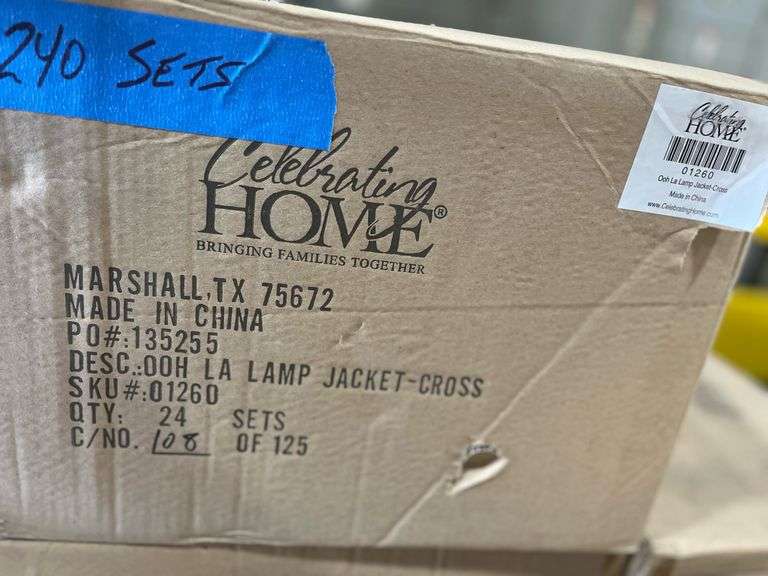 240 SETS
Celebrating
HOME®
BRINGING FAMILIES TOGETHER
MARSHALL,TX 75672
MADE IN CHINA
PO#:135255
DESC.:OOH LA LAMP JACKET-CROSS
SKU#:01260
QTY: 24 SETS
C/NO. 108 OF 125
Celebrating
HOME
01260
Ooh La Lamp Jacket-Cross
Made in China
www.CelebratingHome.com